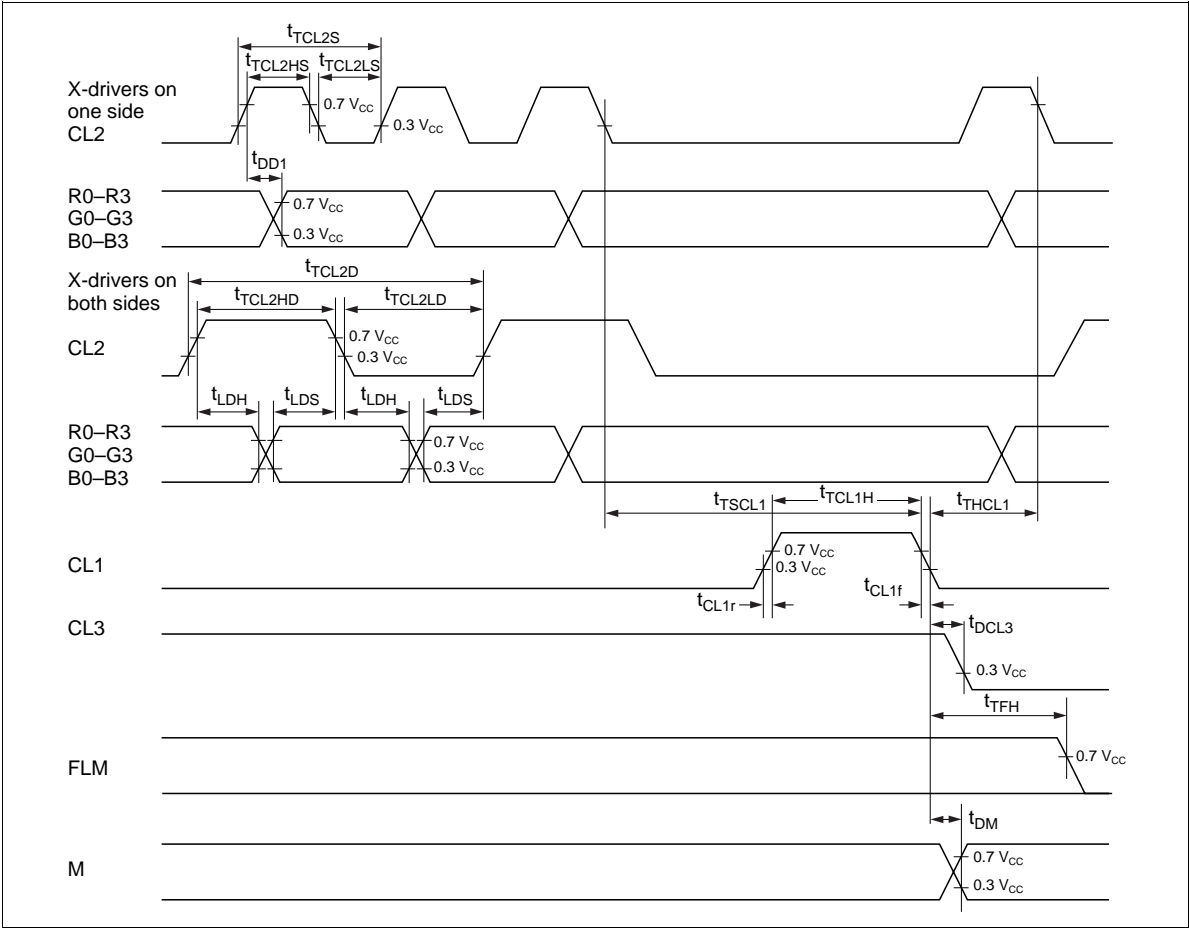 tTCL2S
tTCL2HS tTCL2LS
X-drivers on
one side
CL2
0.7 VCC
0.3 VCC
tDD1
R0–R3
G0–G3
B0–B3
0.7 VCC
0.3 VCC
X-drivers on
both sides
tTCL2D
tTCL2HD tTCL2LD
CL2
0.7 VCC
0.3 VCC
tLDH tLDS tLDH tLDS
R0–R3
G0–G3
B0–B3
0.7 VCC
0.3 VCC
tTSCL1 tTCL1H tTHCL1
CL1
0.7 VCC
0.3 VCC
tCL1r tCL1f
CL3
tDCL3
0.3 VCC
tTFH
FLM
0.7 VCC
tDM
M
0.7 VCC
0.3 VCC